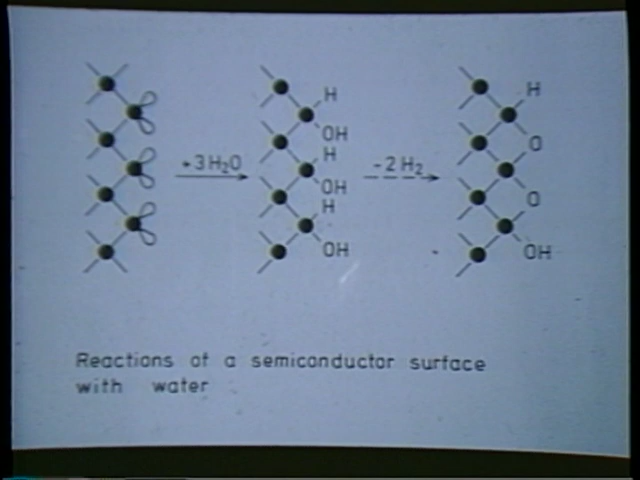 H
H
+3H₂O
OH
-2H₂
O
H
OH
O
H
OH
OH
Reactions of a semiconductor surface
with water